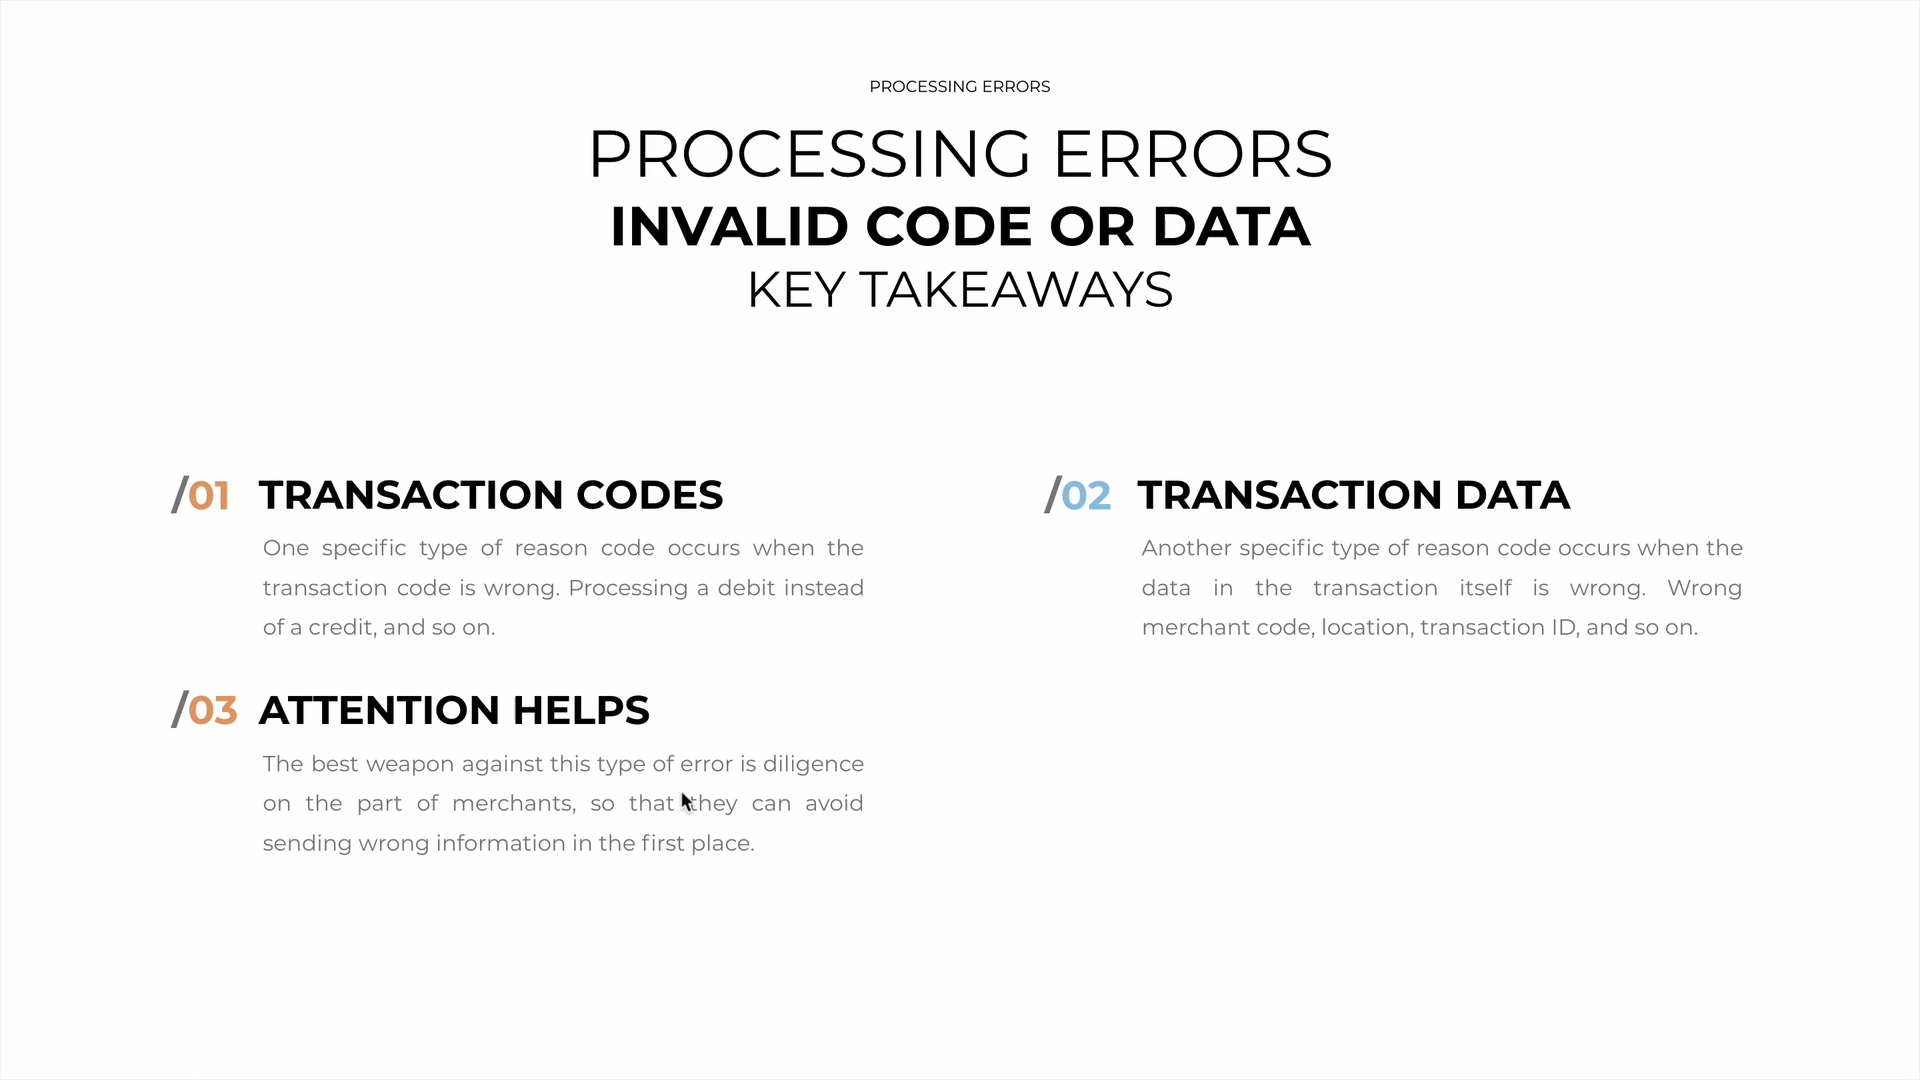 PROCESSING ERRORS
PROCESSING ERRORS
INVALID CODE OR DATA
KEY TAKEAWAYS
/01 TRANSACTION CODES
One specific type of reason code occurs when the
transaction code is wrong. Processing a debit instead
of a credit, and so on.
/02 TRANSACTION DATA
Another specific type of reason code occurs when the
data in the transaction itself is wrong. Wrong
merchant code, location, transaction ID, and so on.
/03 ATTENTION HELPS
The best weapon against this type of error is diligence
on the part of merchants, so that they can avoid
sending wrong information in the first place.